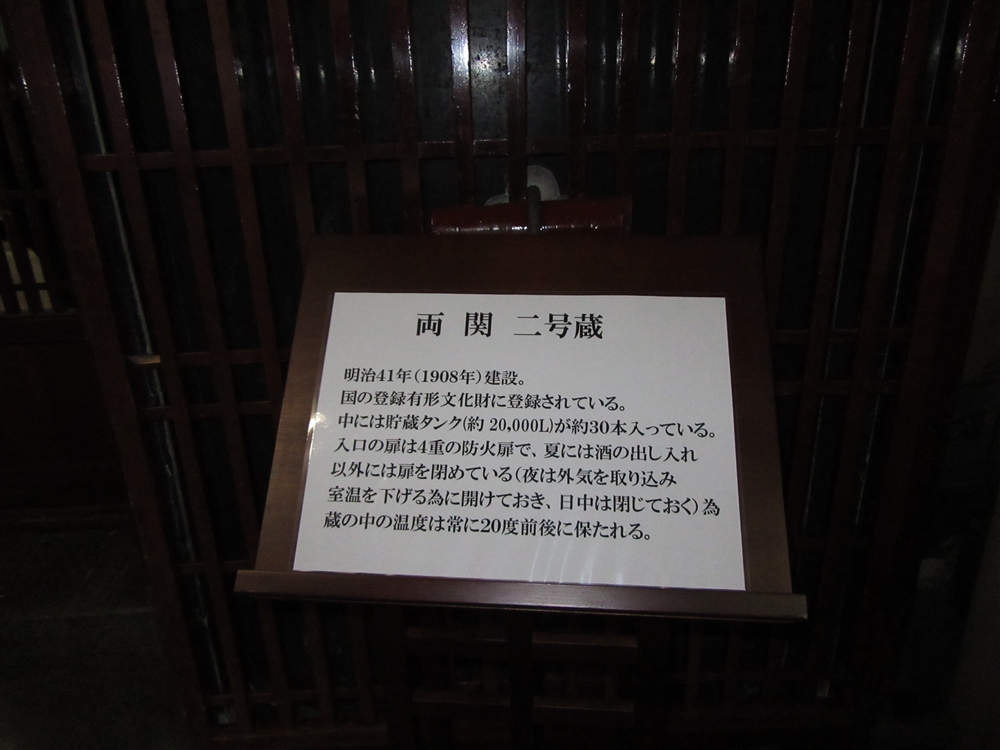 両 関 二号蔵
明治41年(1908年)建設。
国の登録有形文化財に登録されている。
中には貯蔵タンク(約 20,000L)が約30本入っている。
入口の扉は4重の防火扉で、夏には酒の出し入れ
以外には扉を閉めている(夜は外気を取り込み
室温を下げる為に開けておき、日中は閉じておく)為
蔵の中の温度は常に20度前後に保たれる。